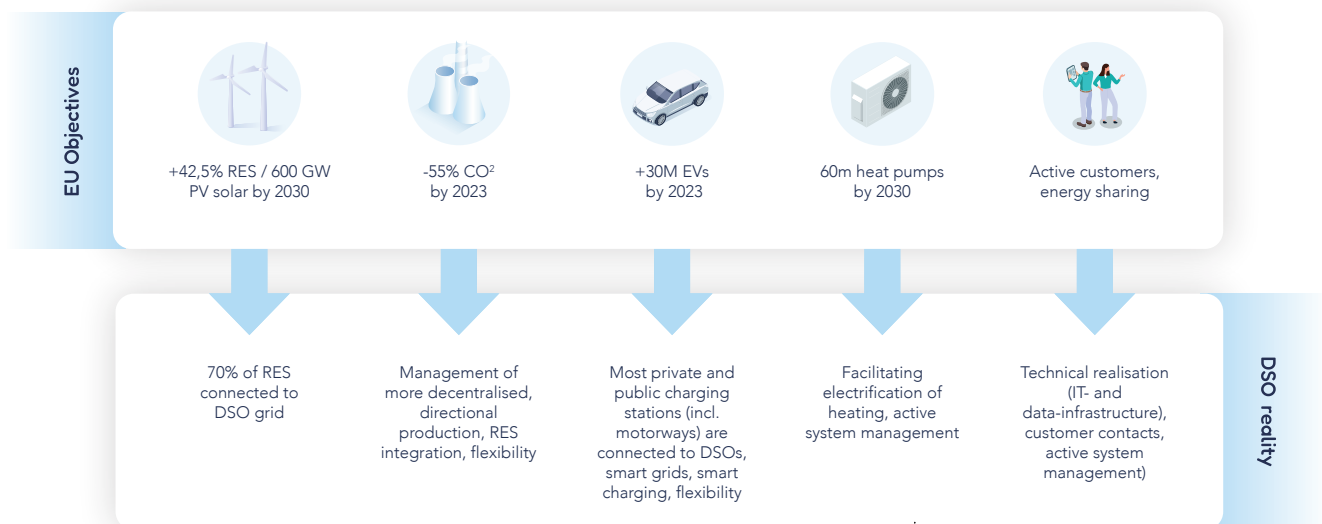 EU Objectives
+42,5% RES / 600 GW
PV solar by 2030
-55% CO²
by 2023
+30M EVs
by 2023
60m heat pumps
by 2030
Active customers,
energy sharing
70% of RES
connected to
DSO grid
Management of
more decentralised,
directional
production, RES
integration, flexibility
Most private and
public charging
stations (incl.
motorways) are
connected to DSOs,
smart grids, smart
charging, flexibility
Facilitating
electrification of
heating, active
system management
Technical realisation
(IT- and
data-infrastructure),
customer contacts,
active system
management)
DSO reality